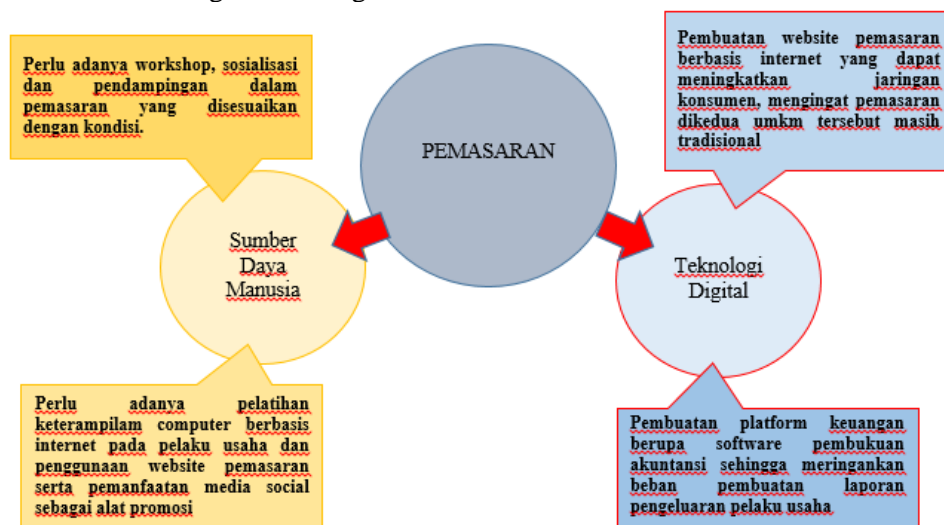 Perlu adanya workshop, sosialisasi
dan pendampingan dalam
pemasaran yang disesuaikan
dengan kondisi.
PEMASARAN
Pembuatan website pemasaran
berbasis internet yang dapat
meningkatkan jaringan
konsumen, mengingat pemasaran
dikedua umkm tersebut masih
tradisional
Sumber
Daya
Manusia
Teknologi
Digital
Perlu adanya pelatihan
keterampilam computer berbasis
internet pada pelaku usaha dan
penggunaan website pemasaran
serta pemanfaatan media social
sebagai alat promosi
Pembuatan platform keuangan
berupa software pembukuan
akuntansi sehingga meringankan
beban pembuatan laporan
pengeluaran pelaku usaha